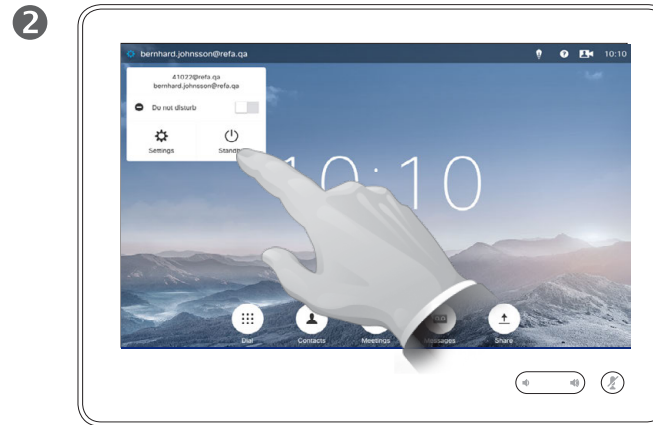 2
bernhard.johnsson@refa.qa
10:10
41022@refa.qa
bernhard.johnsson@refa.qa
Do not disturb
Settings
10:10
Dial
Contacts
Meetings
Messages
Share